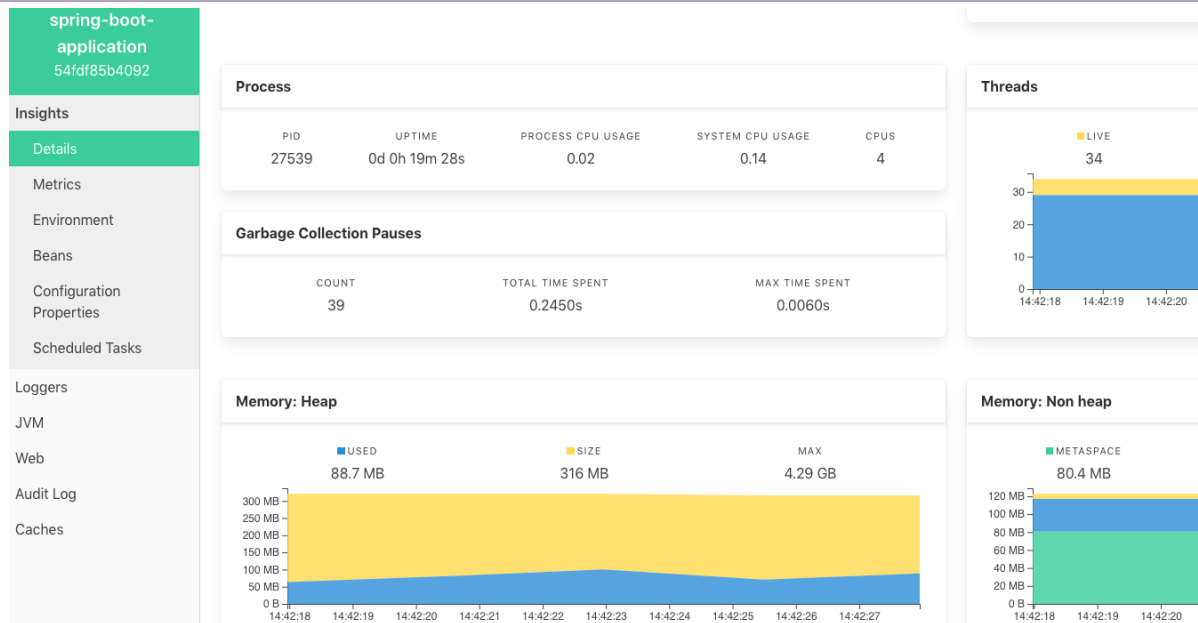 spring-boot-
application
54fdf85b4092
Insights
Details
Metrics
Environment
Beans
Configuration
Properties
Scheduled Tasks
Loggers
JVM
Web
Audit Log
Caches
Process
PID UPTIME PROCESS CPU USAGE SYSTEM CPU USAGE CPUS
27539 0d 0h 19m 28s 0.02 0.14 4
Garbage Collection Pauses
COUNT TOTAL TIME SPENT MAX TIME SPENT
39 0.2450s 0.0060s
Memory: Heap
USED SIZE MAX
88.7 MB 316 MB 4.29 GB
300 MB
250 MB
200 MB
150 MB
100 MB
50 MB
0 B
14:42:18 14:42:19 14:42:20 14:42:21 14:42:22 14:42:23 14:42:24 14:42:25 14:42:26 14:42:27
Threads
LIVE
34
30
20
10
0
14:42:18 14:42:19 14:42:20
Memory: Non heap
METASPACE
80.4 MB
120 MB
100 MB
80 MB
60 MB
40 MB
20 MB
0 B
14:42:18 14:42:19 14:42:20